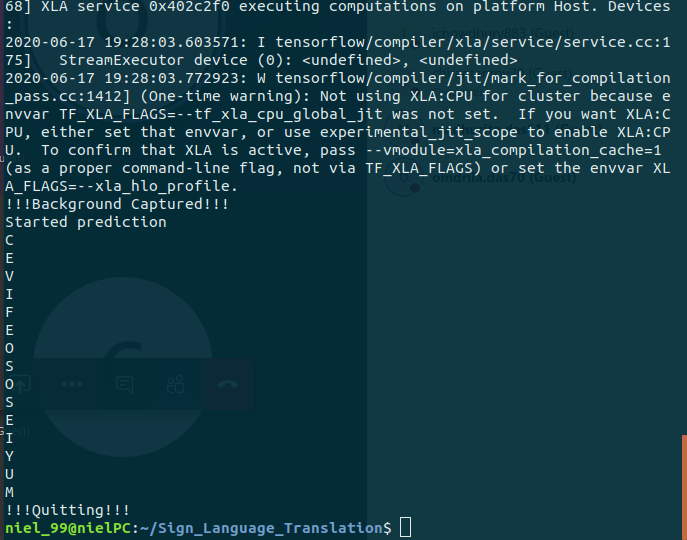 68] XLA service 0x402c2f0 executing computations on platform Host. Devices
:
2020-06-17 19:28:03.603571: I tensorflow/compiler/xla/service/service.cc:1
75]   StreamExecutor device (0): <undefined>, <undefined>
2020-06-17 19:28:03.772923: W tensorflow/compiler/jit/mark_for_compilation
_pass.cc:1412] (One-time warning): Not using XLA:CPU for cluster because e
nvvar TF_XLA_FLAGS=--tf_xla_cpu_global_jit was not set.  If you want XLA:C
PU, either set that envvar, or use experimental_jit_scope to enable XLA:CP
U.  To confirm that XLA is active, pass --vmodule=xla_compilation_cache=1
(as a proper command-line flag, not via TF_XLA_FLAGS) or set the envvar XL
A_FLAGS=--xla_hlo_profile.
!!!Background Captured!!!
Started prediction
C
E
V
I
F
E
O
S
O
S
E
I
Y
U
M
!!!Quitting!!!
niel_99@nielPC:~/Sign_Language_Translation$